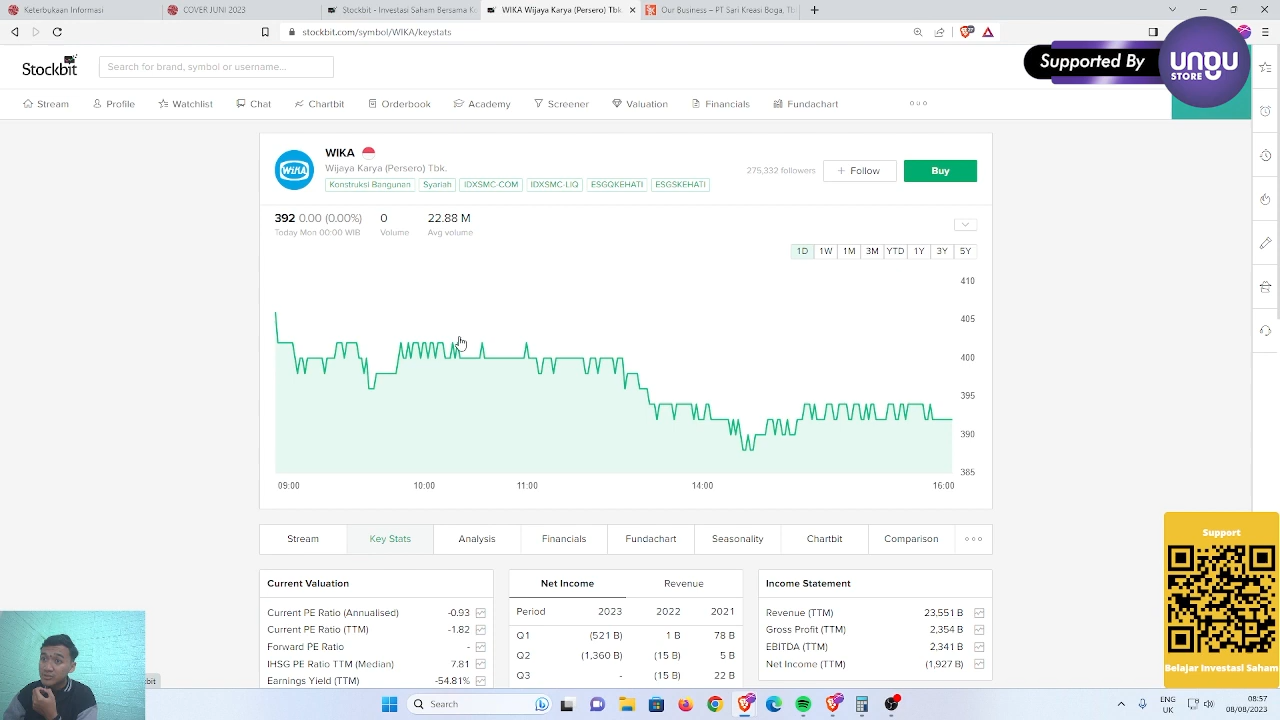 Keterbukaan Informasi
COVER JUNI 2023
Stockbit - Investasi Saham Bersama Ko
WIKA Wijaya Karya (Persero) Tbk.
Our Business – PT Sari Kreasi Boga, Tb
stockbit.com/symbol/WIKA/keystats
Supported By
UNGU
STORE
Stockbit
Search for brand, symbol or username...
Stream
Profile
Watchlist
Chat
Chartbit
Orderbook
Academy
Screener
Valuation
Financials
Fundachart
WIKA
Wijaya Karya (Persero) Tbk.
Konstruksi Bangunan
Syariah
IDXSMC-COM
IDXSMC-LIQ
ESGQKEHATI
ESGSKEHATI
275,332 followers
+ Follow
Buy
392 0.00 (0.00%)
Today Mon 00:00 WIB
0
Volume
22.88 M
Avg volume
1D 1W 1M 3M YTD 1Y 3Y 5Y
410
405
400
395
390
385
09:00 10:00 11:00 14:00 16:00
Stream
Key Stats
Analysis
Financials
Fundachart
Seasonality
Chartbit
Comparison
Current Valuation
Current PE Ratio (Annualised) -0.93
Current PE Ratio (TTM) -1.82
Forward PE Ratio -
IHSG PE Ratio TTM (Median) 7.81
Earnings Yield (TTM) -54.81%
Net Income Revenue
Period 2023 2022 2021
Q1 (521 B) 1 B 78 B
Q2 (1,360 B) (15 B) 5 B
- (15 B) 22 B
Income Statement
Revenue (TTM) 23,551 B
Gross Profit (TTM) 2,354 B
EBITDA (TTM) 2,341 B
Net Income (TTM) (1,927 B)
Support
Belajar Investasi Saham
WIKA
bit
Search
ENG
UK
08:57
08/08/2023